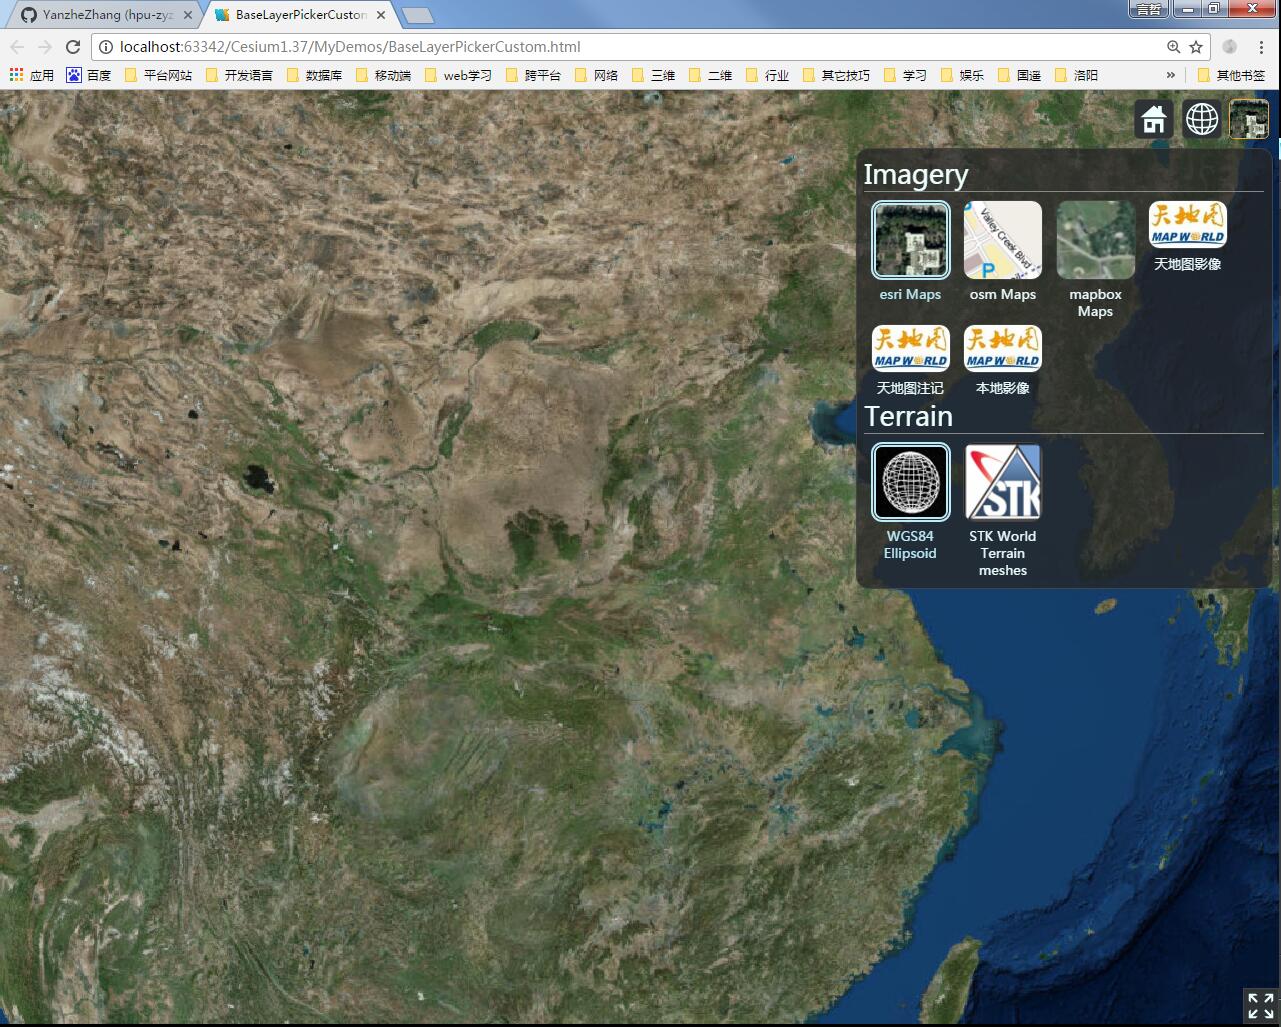 YanzheZhang (hpu-zyz
BaseLayerPickerCustom
言哲
localhost:63342/Cesium1.37/MyDemos/BaseLayerPickerCustom.html
应用 百度 平台网站 开发语言 数据库 移动端 web学习 跨平台 网络 三维 二维 行业 其它技巧 学习 娱乐 国遥 洛阳 » 其他书签
Imagery
Valley Creek Blvd
P
天地图
MAP WORLD
esri Maps
osm Maps
mapbox
Maps
天地图影像
天地图
MAP WORLD
天地图
MAP WORLD
天地图注记
本地影像
Terrain
STK
WGS84
Ellipsoid
STK World
Terrain
meshes